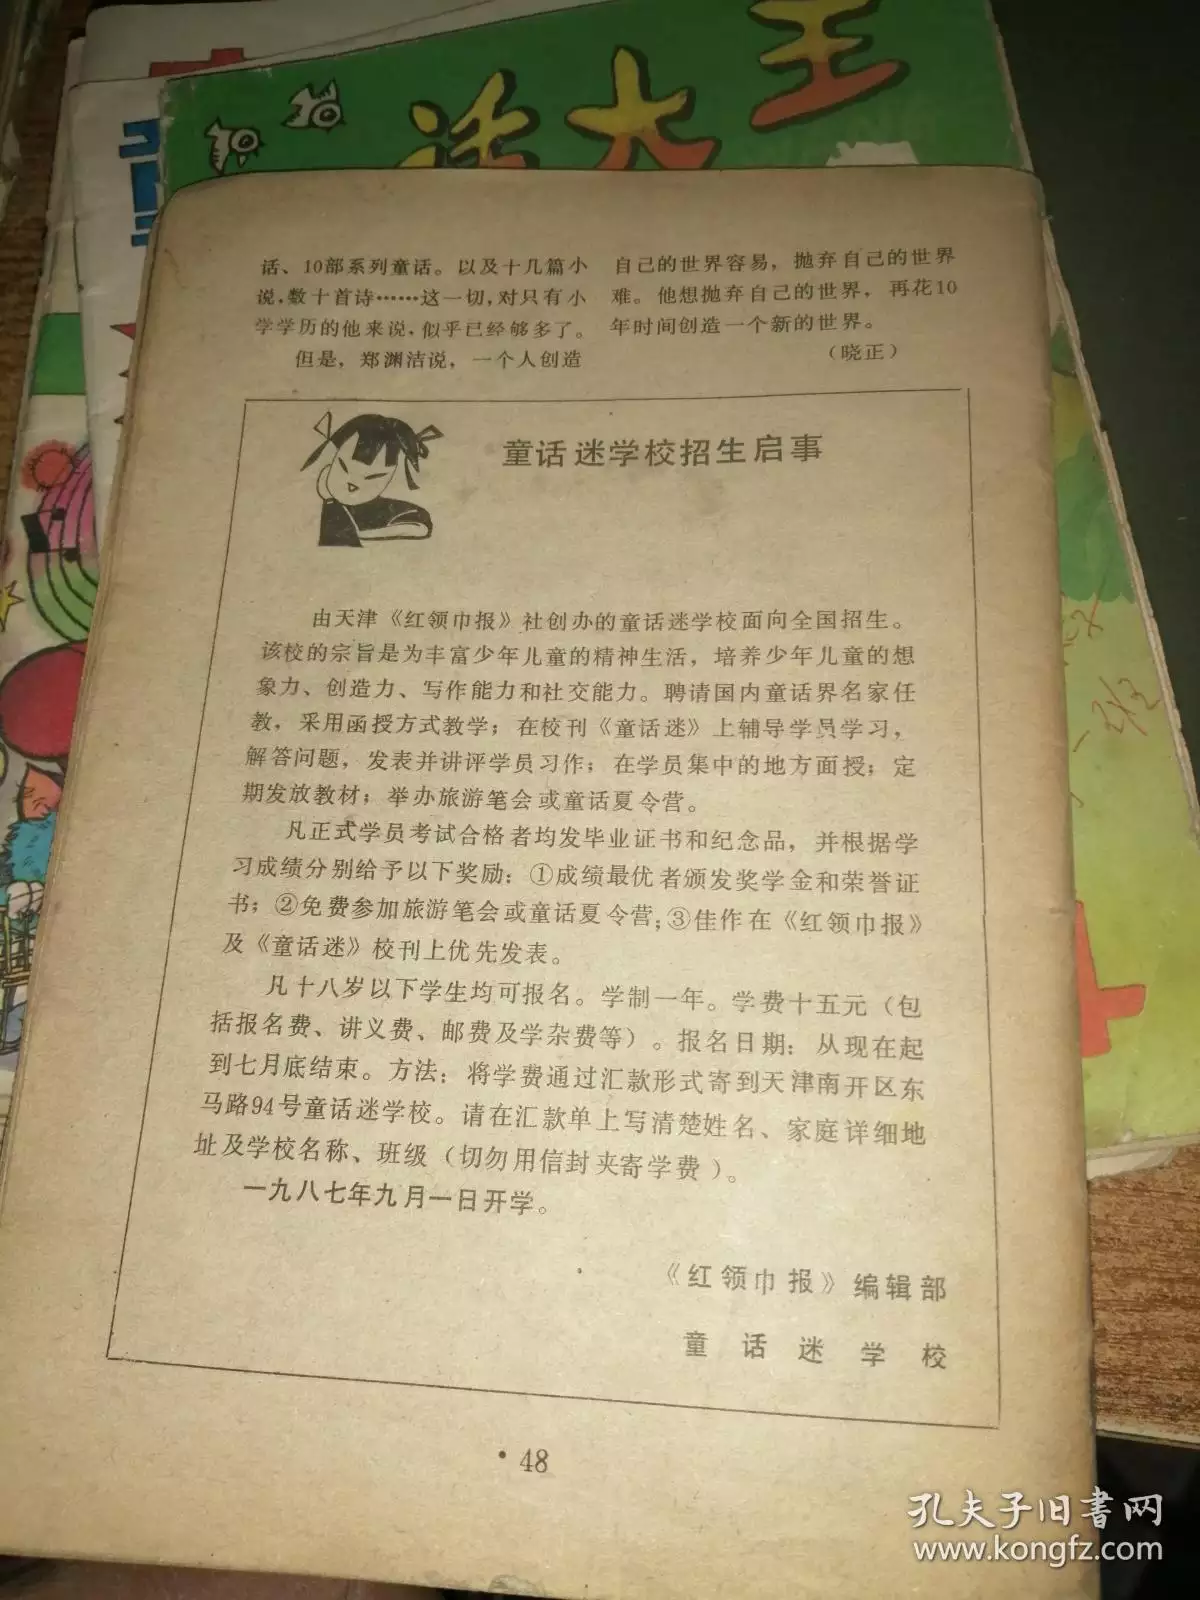 话大王
话、10部系列童话。以及十几篇小
说，数十首诗……这一切，对只有小
学学历的他来说，似乎已经够多了。
但是，郑渊洁说，一个人创造
自己的世界容易，抛弃自己的世界
难。他想抛弃自己的世界，再花10
年时间创造一个新的世界。
（晓正）
童话迷学校招生启事
由天津《红领巾报》社创办的童话迷学校面向全国招生。
该校的宗旨是为丰富少年儿童的精神生活，培养少年儿童的想
象力、创造力、写作能力和社交能力。聘请国内童话界名家任
教，采用函授方式教学；在校刊《童话迷》上辅导学员学习，
解答问题，发表并讲评学员习作；在学员集中的地方面授；定
期发放教材；举办旅游笔会或童话夏令营。
凡正式学员考试合格者均发毕业证书和纪念品，并根据学
习成绩分别给予以下奖励：①成绩最优者颁发奖学金和荣誉证
书；②免费参加旅游笔会或童话夏令营；③佳作在《红领巾报》
及《童话迷》校刊上优先发表。
凡十八岁以下学生均可报名。学制一年。学费十五元（包
括报名费、讲义费、邮费及学杂费等）。报名日期：从现在起
到七月底结束。方法：将学费通过汇款形式寄到天津南开区东
马路94号童话迷学校。请在汇款单上写清楚姓名、家庭详细地
址及学校名称、班级（切勿用信封夹寄学费）。
一九八七年九月一日开学。
《红领巾报》编辑部
童话迷学校
·48
孔夫子旧书网
www.kongfz.com